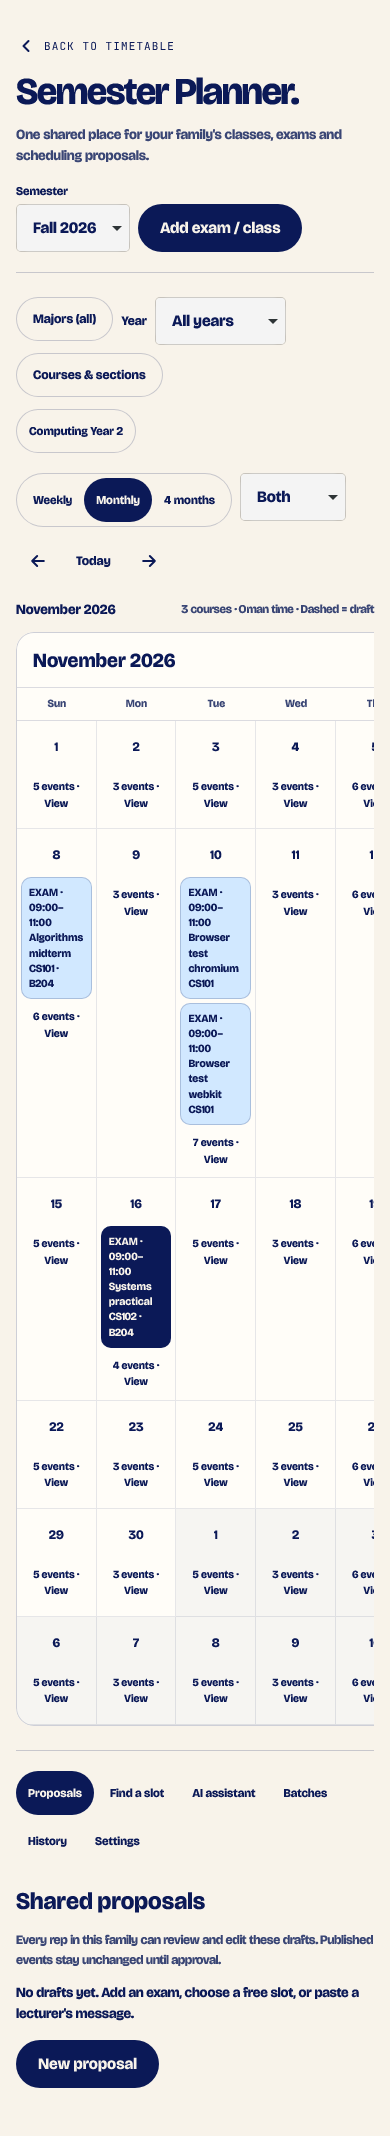 BACK TO TIMETABLE
Semester Planner.
One shared place for your family's classes, exams and
scheduling proposals.
Semester
Fall 2026
Add exam / class
Majors (all)
Year
All years
Courses & sections
Computing Year 2
Weekly
Monthly
4 months
Both
Today
November 2026
3 courses · Oman time · Dashed = draft
November 2026
Sun Mon Tue Wed
1 2 3 4
5 events ·
View
3 events ·
View
5 events ·
View
3 events ·
View
8
EXAM ·
09:00–
11:00
Algorithms
midterm
CS101 ·
B204
6 events ·
View
9
3 events ·
View
10
EXAM ·
09:00–
11:00
Browser
test
chromium
CS101
EXAM ·
09:00–
11:00
Browser
test
webkit
CS101
7 events ·
View
11
3 events ·
View
15
5 events ·
View
16
EXAM ·
09:00–
11:00
Systems
practical
CS102 ·
B204
4 events ·
View
17
5 events ·
View
18
3 events ·
View
22 23 24 25
5 events ·
View
3 events ·
View
5 events ·
View
3 events ·
View
29 30 1 2
5 events ·
View
3 events ·
View
5 events ·
View
3 events ·
View
6 7 8 9
5 events ·
View
3 events ·
View
5 events ·
View
3 events ·
View
Proposals
Find a slot
AI assistant
Batches
History
Settings
Shared proposals
Every rep in this family can review and edit these drafts. Published
events stay unchanged until approval.
No drafts yet. Add an exam, choose a free slot, or paste a
lecturer's message.
New proposal